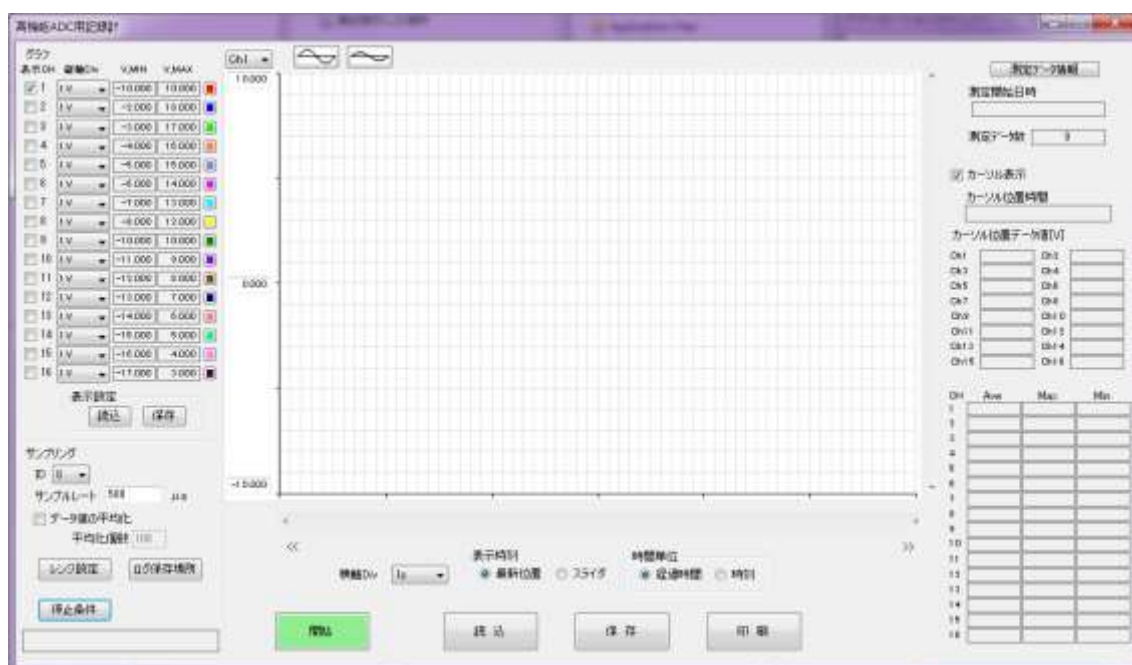 高機能ADC用記録計
グラフ
表示CH 縦軸Div V_MIN V_MAX
1 1V -10.000 10.000
2 1V 18.000
3 1V -3.000 17.000
4 1V -4.000 16.000
5 1V -5.000 15.000
6 1V -6.000 14.000
7 1V -7.000 13.000
8 1V -8.000 12.000
9 1V -10.000 10.000
10 1V -11.000 9.000
11 1V -12.000 8.000
12 1V -13.000 7.000
13 1V -14.000 6.000
14 1V 5.000
15 1V -16.000 4.000
16 1V -17.000 3.000
表示設定
読込 保存
サンプリング
ID 0
サンプルレート 500 μs
データ値の平均化
平均化個数 100
レンジ設定 ログ保存場所
停止条件
Ch1
10.000
0.000
-10.000
<< >>
横軸Div 1s
表示時刻
最新位置 スライダ
時間単位
経過時間 時刻
開始 読込 保存 印刷
測定データ情報
測定開始日時
測定データ数 0
カーソル表示
カーソル位置時間
カーソル位置データ値[V]
Ch1 Ch2
Ch3 Ch4
Ch5 Ch6
Ch7 Ch8
Ch9 Ch10
Ch11 Ch12
Ch13 Ch14
Ch15 Ch16
CH Ave Max Min
1
2
3
4
5
6
7
8
9
10
11
12
13
14
15
16